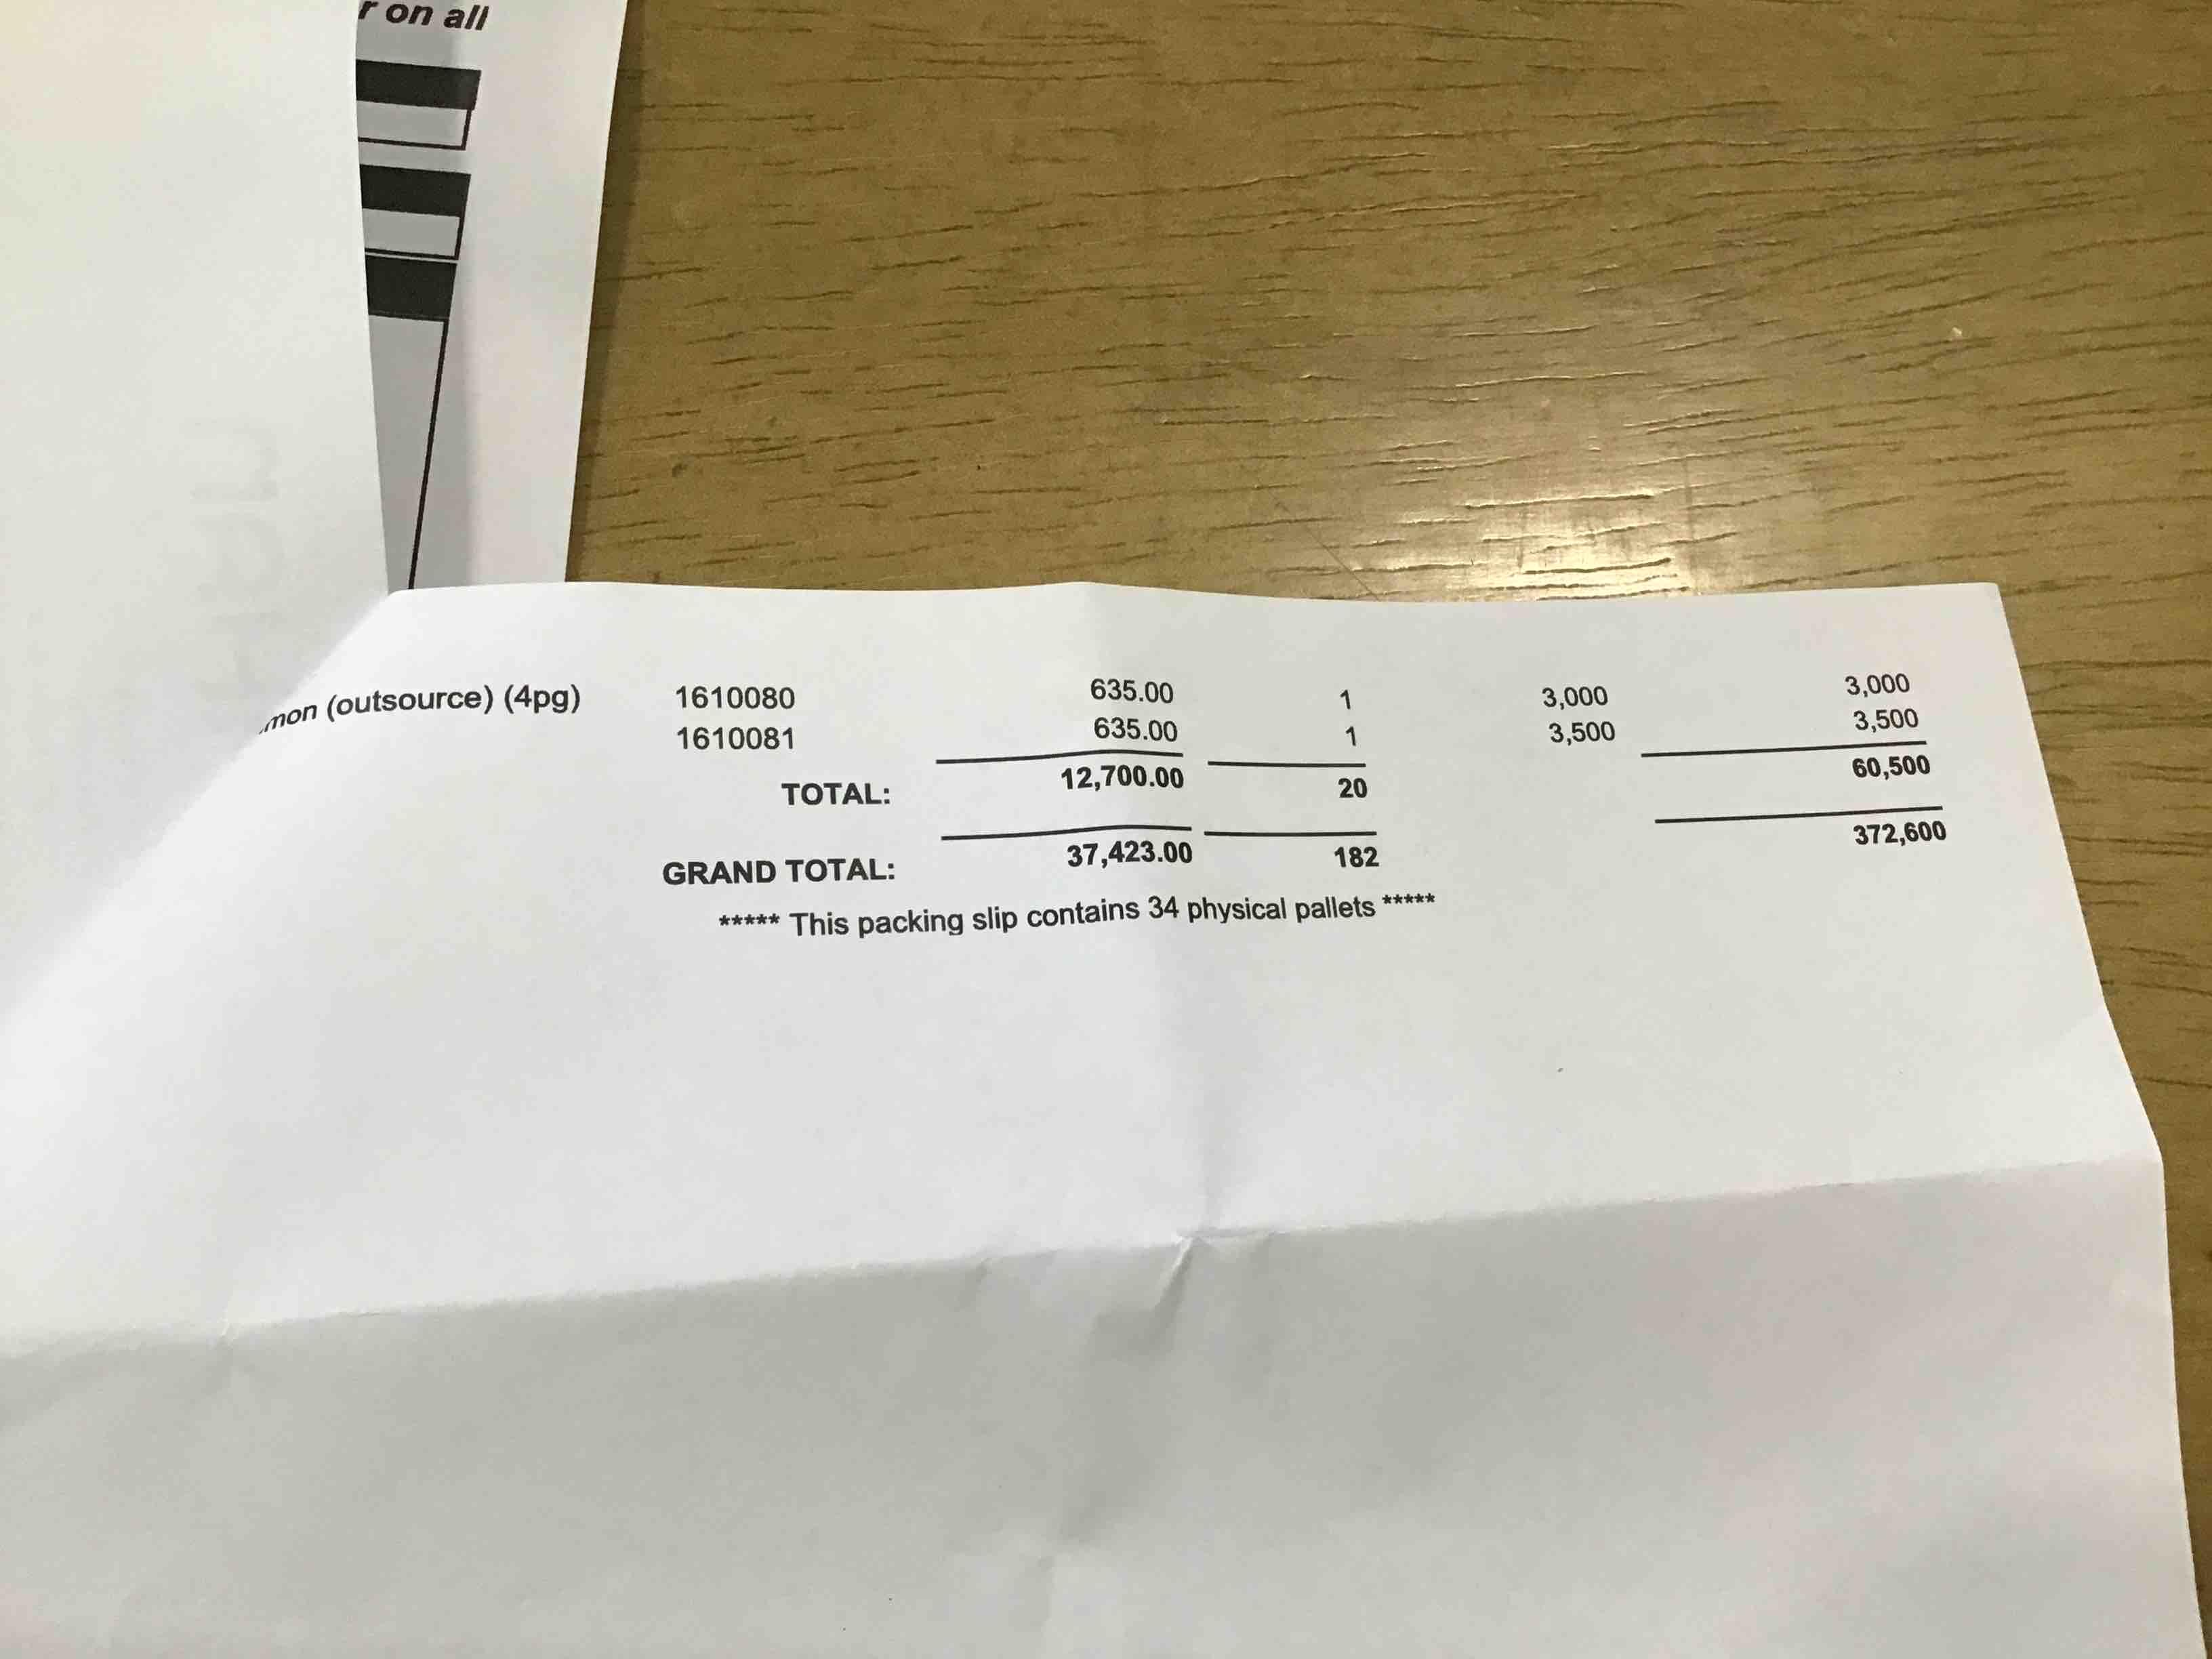 r on all
mon (outsource) (4pg) 1610080 635.00 1 3,000 3,000
1610081 635.00 1 3,500 3,500
TOTAL: 12,700.00 20 60,500
GRAND TOTAL: 37,423.00 182 372,600
***** This packing slip contains 34 physical pallets *****